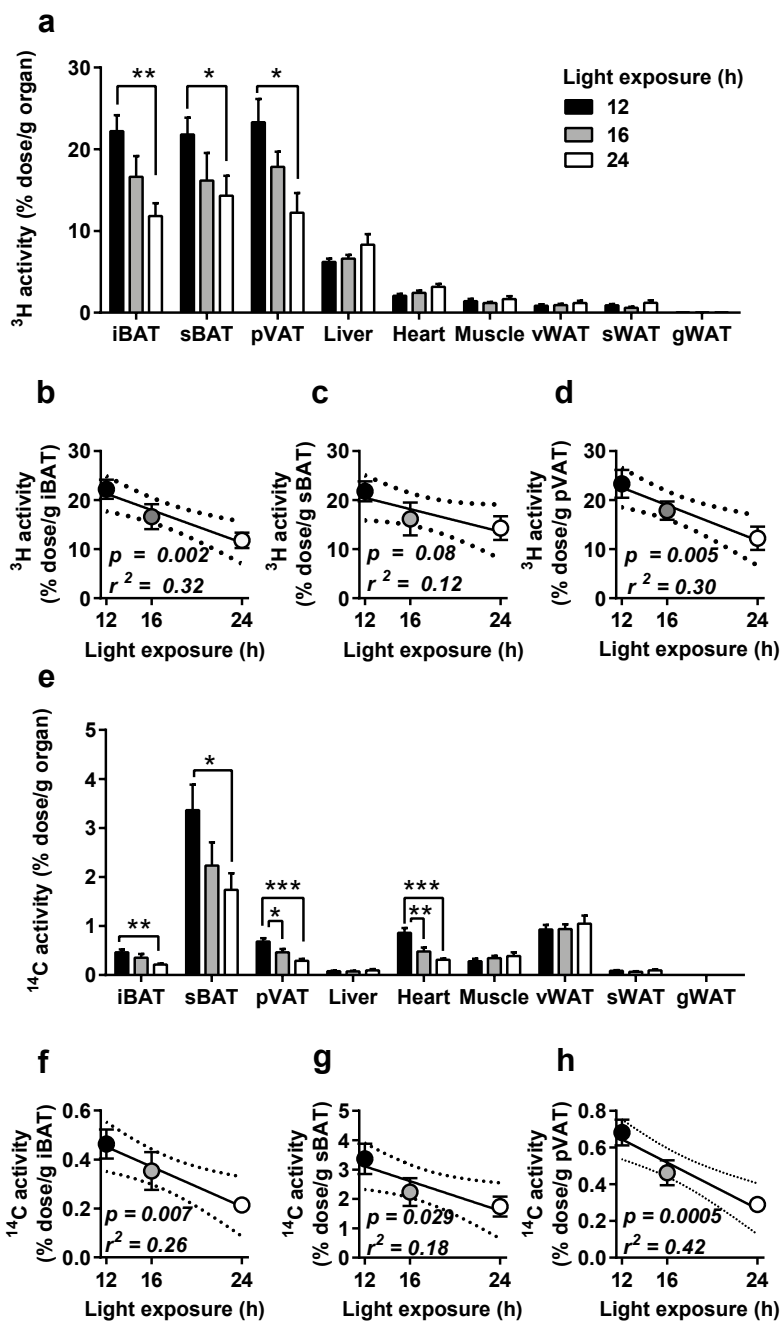 a
³H activity (% dose/g organ)
30
20
10
0
** * *
Light exposure (h)
12
16
24
iBAT sBAT pVAT Liver Heart Muscle vWAT sWAT gWAT
b
³H activity
(% dose/g iBAT)
30
20
10
0
p = 0.002
r² = 0.32
12 16 24
Light exposure (h)
c
³H activity
(% dose/g sBAT)
30
20
10
0
p = 0.08
r² = 0.12
12 16 24
Light exposure (h)
d
³H activity
(% dose/g pVAT)
30
20
10
0
p = 0.005
r² = 0.30
12 16 24
Light exposure (h)
e
¹⁴C activity (% dose/g organ)
5
4
3
2
1
0
*
*** ***
* **
**
iBAT sBAT pVAT Liver Heart Muscle vWAT sWAT gWAT
f
¹⁴C activity
(% dose/g iBAT)
0.6
0.4
0.2
0.0
p = 0.007
r² = 0.26
12 16 24
Light exposure (h)
g
¹⁴C activity
(% dose/g sBAT)
5
4
3
2
1
0
p = 0.029
r² = 0.18
12 16 24
Light exposure (h)
h
¹⁴C activity
(% dose/g pVAT)
0.8
0.6
0.4
0.2
0.0
p = 0.0005
r² = 0.42
12 16 24
Light exposure (h)